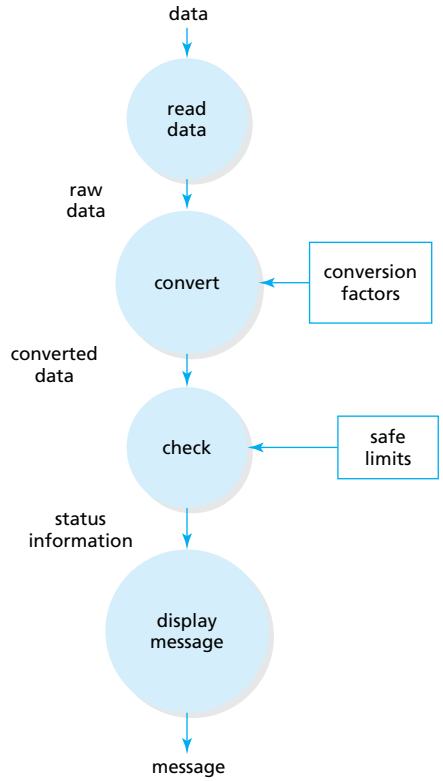 data
read
data
raw
data
convert
conversion
factors
converted
data
check
safe
limits
status
information
display
message
message